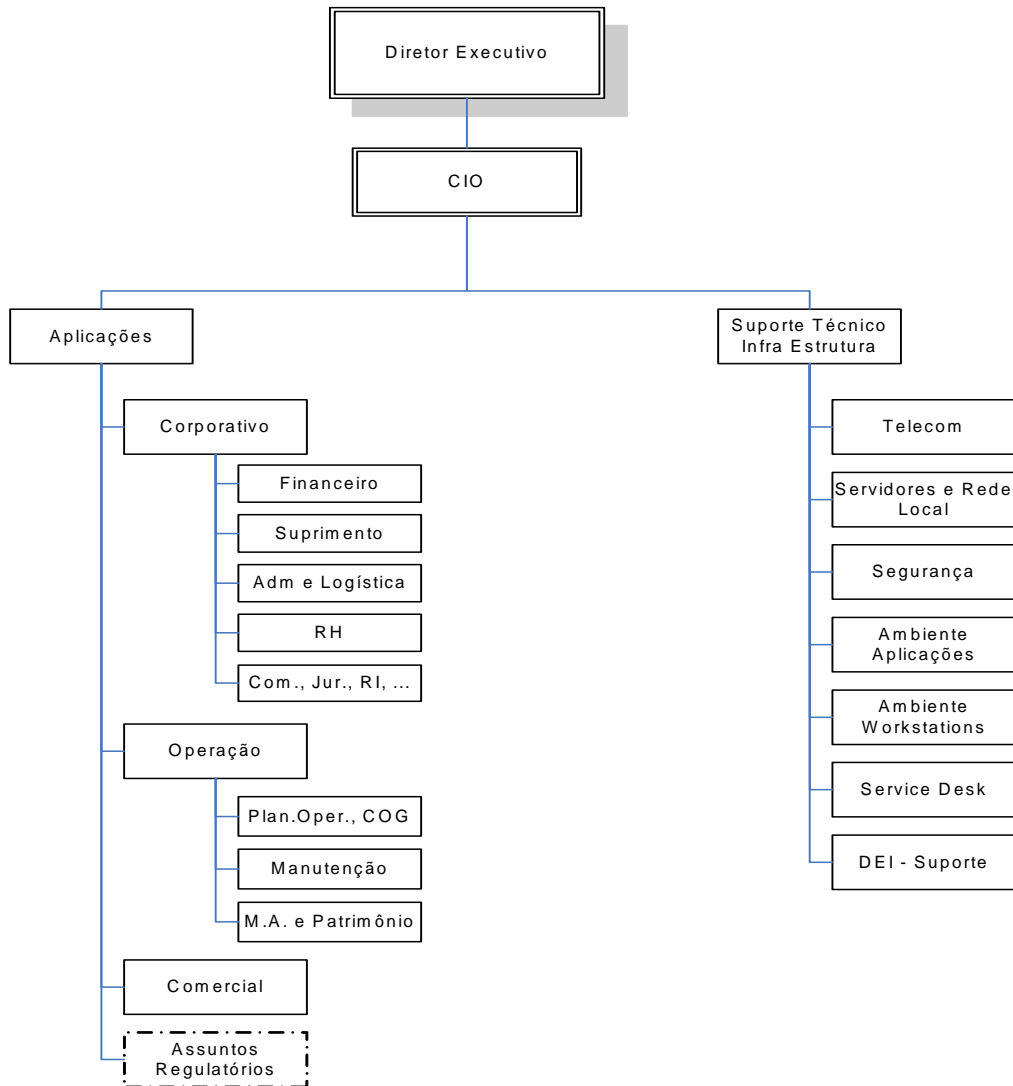 Diretor Executivo
CIO
Aplicações
Corporativo
Financeiro
Suprimento
Adm e Logística
RH
Com., Jur., RI, ...
Operação
Plan.Oper., COG
Manutenção
M.A. e Patrimônio
Comercial
Assuntos
Regulatórios
Suporte Técnico
Infra Estrutura
Telecom
Servidores e Rede
Local
Segurança
Ambiente
Aplicações
Ambiente
Workstations
Service Desk
DEI - Suporte